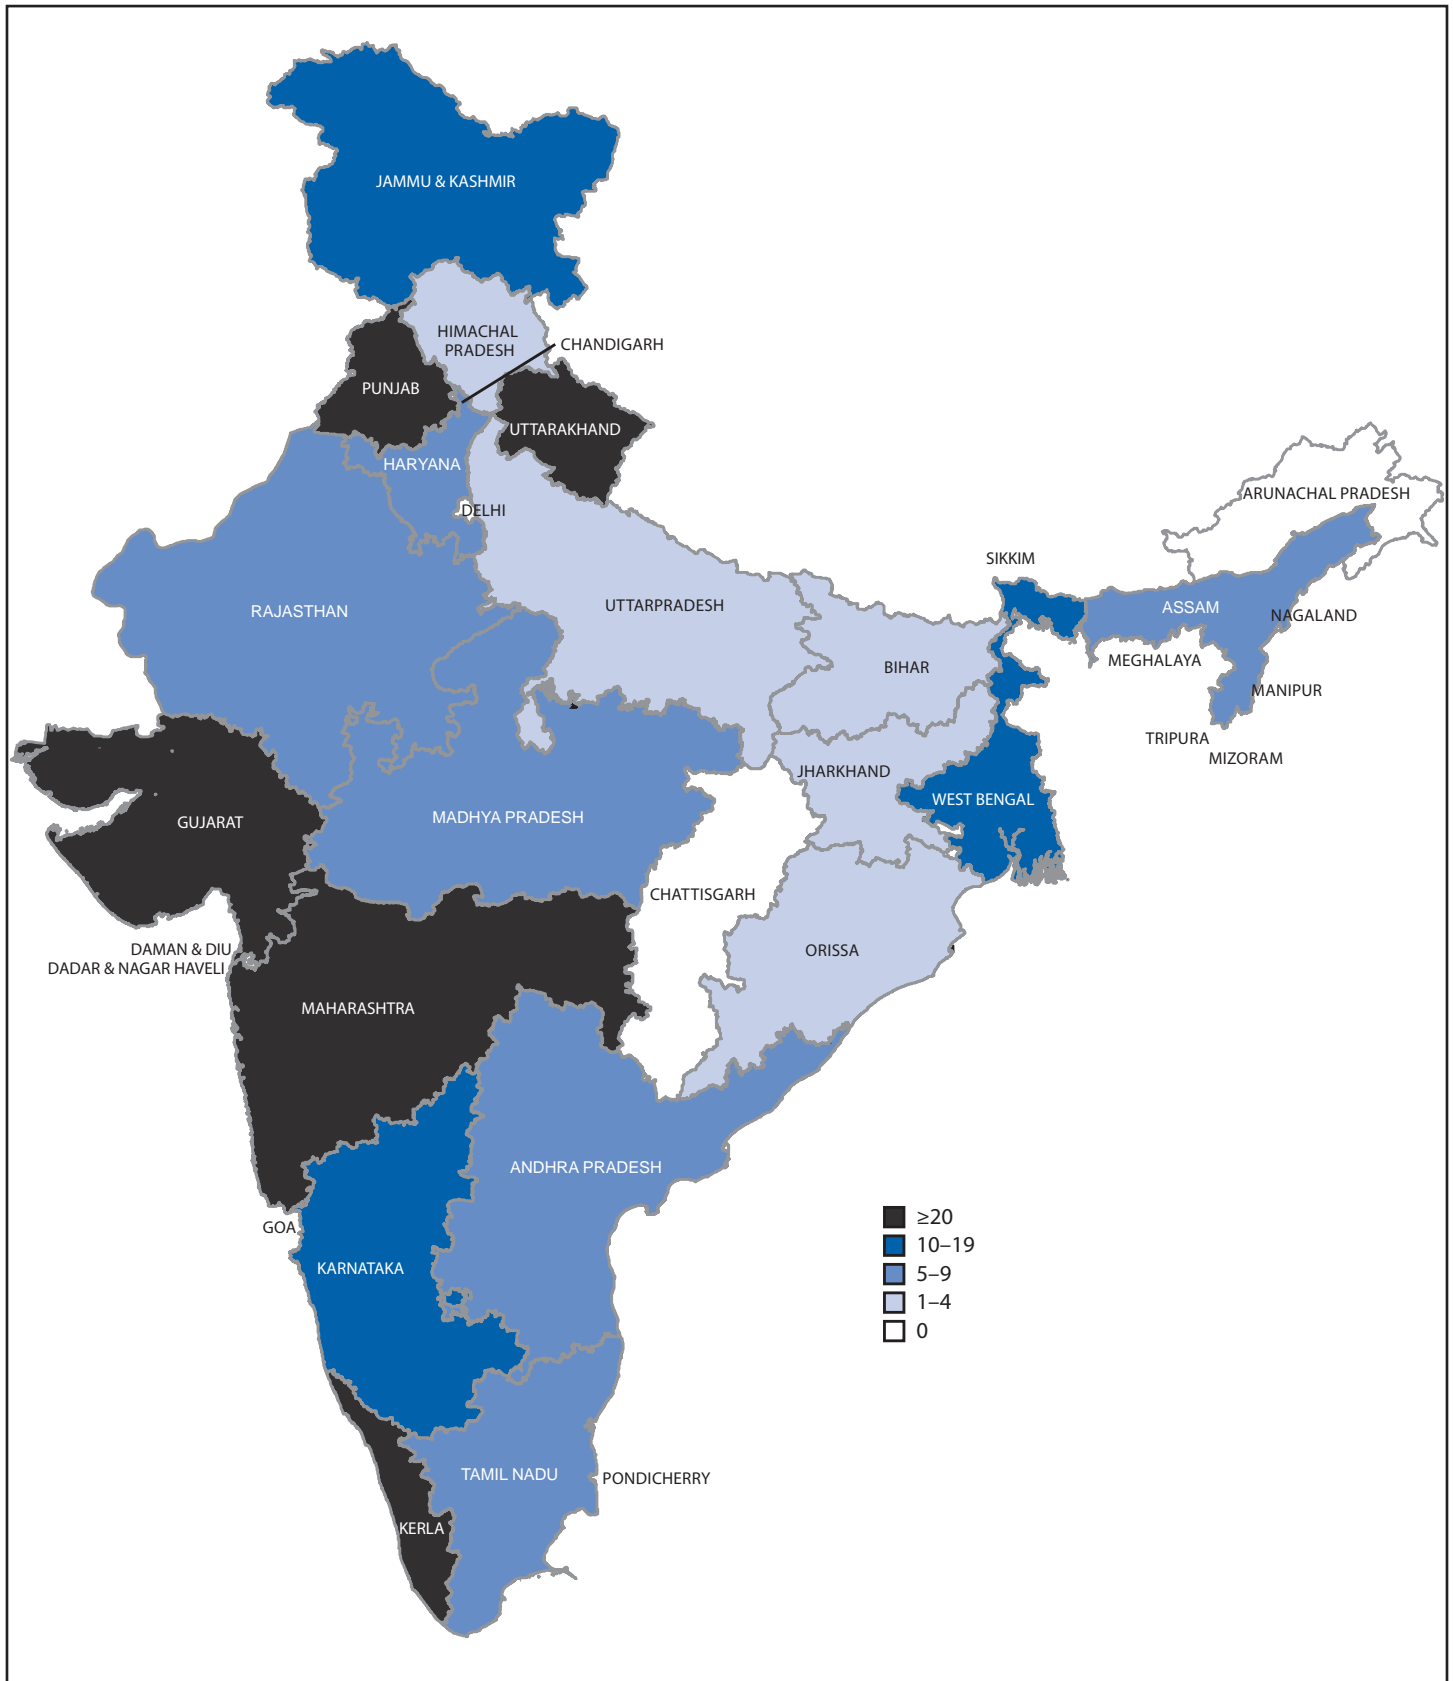 JAMMU & KASHMIR
HIMACHAL
PRADESH
CHANDIGARH
PUNJAB
UTTARAKHAND
HARYANA
DELHI
ARUNACHAL PRADESH
SIKKIM
RAJASTHAN
UTTARPRADESH
ASSAM
NAGALAND
BIHAR
MEGHALAYA
MANIPUR
TRIPURA
MIZORAM
JHARKHAND
WEST BENGAL
GUJARAT
MADHYA PRADESH
CHATTISGARH
DAMAN & DIU
DADAR & NAGAR HAVELI
ORISSA
MAHARASHTRA
ANDHRA PRADESH
GOA
KARNATAKA
≥20
10–19
5–9
1–4
0
TAMIL NADU
PONDICHERRY
KERLA